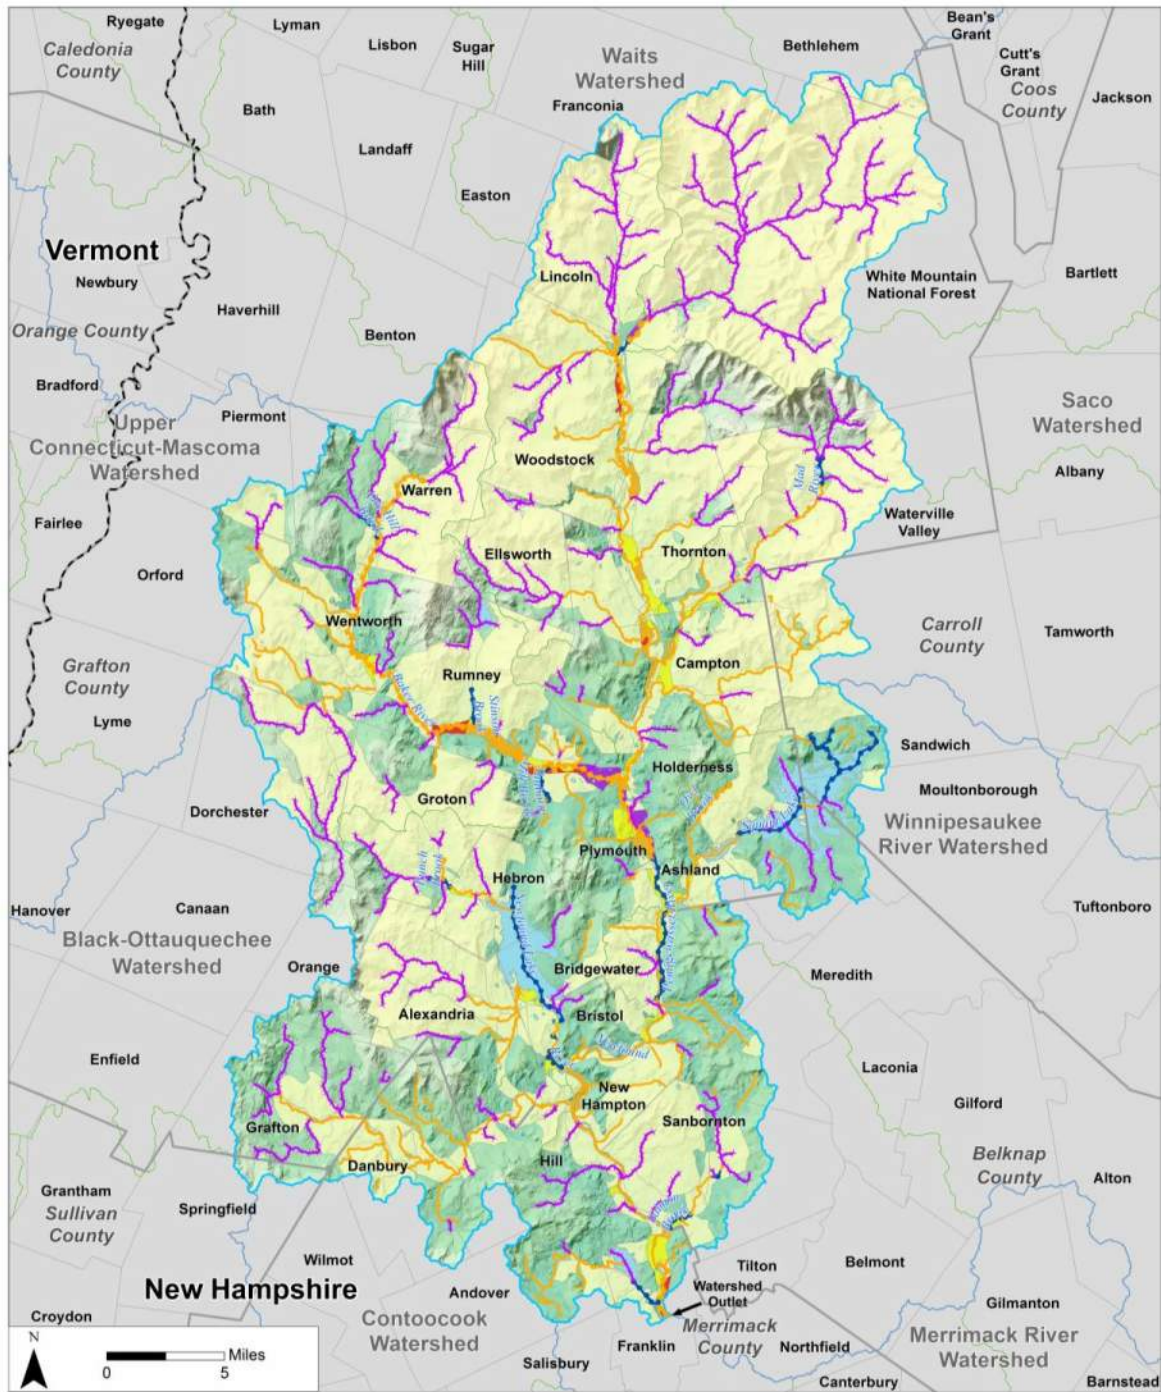 Ryegate
Lyman
Lisbon
Sugar
Hill
Waits
Watershed
Bethlehem
Bean's
Grant
Cutt's
Grant
Coos
County
Jackson
Caledonia
County
Bath
Franconia
Landaff
Easton
Vermont
Newbury
Lincoln
White Mountain
National Forest
Bartlett
Orange County
Haverhill
Benton
Bradford
Piermont
Upper
Connecticut-Mascoma
Watershed
Saco
Watershed
Woodstock
Albany
Mad
River
Warren
Fairlee
Waterville
Valley
Ellsworth
Thornton
Orford
Wentworth
Carroll
County
Tamworth
Grafton
County
Campton
Rumney
Baker River
Lyme
Sandwich
Holderness
Moultonborough
Groton
Dorchester
Winnipesaukee
River Watershed
Plymouth
Ashland
Hebron
Hanover
Canaan
Tuftonboro
Black-Ottauquechee
Watershed
Orange
Bridgewater
Meredith
Alexandria
Bristol
Enfield
Laconia
New
Hampton
Gilford
Sanbornton
Grafton
Belknap
County
Danbury
Hill
Alton
Grantham
Sullivan
County
Springfield
Wilmot
Tilton
Belmont
New Hampshire
Andover
Watershed
Outlet
Gilmanton
Croydon
Contoocook
Watershed
Merrimack
County
Franklin
Northfield
Merrimack River
Watershed
Salisbury
Canterbury
Barnstead
N
Miles
0 5